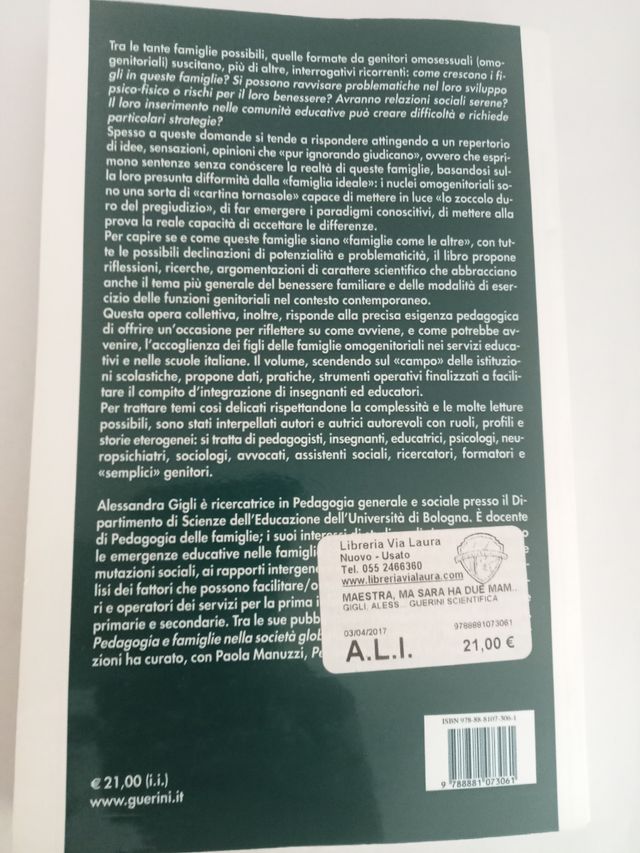 Tra le tante famiglie possibili, quelle formate da genitori omosessuali (omo-
genitoriali) suscitano, più di altre, interrogativi ricorrenti: come crescono i fi-
gli in queste famiglie? Si possono ravvisare problematiche nel loro sviluppo
psico-fisico o rischi per il loro benessere? Avranno relazioni sociali serene?
Il loro inserimento nelle comunità educative può creare difficoltà e richiede
particolari strategie?
Spesso a queste domande si tende a rispondere attingendo a un repertorio
di idee, sensazioni, opinioni che «pur ignorando giudicano», ovvero che espri-
mono sentenze senza conoscere la realtà di queste famiglie, basandosi sul-
la loro presunta difformità dalla «famiglia ideale»: i nuclei omogenitoriali so-
no una sorta di «cartina tornasole» capace di mettere in luce «lo zoccolo du-
ro del pregiudizio», di far emergere i paradigmi conoscitivi, di mettere alla
prova la reale capacità di accettare le differenze.
Per capire se e come queste famiglie siano «famiglie come le altre», con tut-
te le possibili declinazioni di potenzialità e problematicità, il libro propone
riflessioni, ricerche, argomentazioni di carattere scientifico che abbracciano
anche il tema più generale del benessere familiare e delle modalità di eser-
cizio delle funzioni genitoriali nel contesto contemporaneo.
Questa opera collettiva, inoltre, risponde alla precisa esigenza pedagogica
di offrire un'occasione per riflettere su come avviene, e come potrebbe av-
venire, l'accoglienza dei figli delle famiglie omogenitoriali nei servizi educa-
tivi e nelle scuole italiane. Il volume, scendendo sul «campo» delle istituzio-
ni scolastiche, propone dati, pratiche, strumenti operativi finalizzati a facili-
tare il compito d'integrazione di insegnanti ed educatori.
Per trattare temi così delicati rispettandone la complessità e le molte letture
possibili, sono stati interpellati autori e autrici autorevoli con ruoli, profili e
storie eterogenei: si tratta di pedagogisti, insegnanti, educatrici, psicologi, neu-
ropsichiatri, sociologi, avvocati, assistenti sociali, ricercatori, formatori e
«semplici» genitori.
Alessandra Gigli è ricercatrice in Pedagogia generale e sociale presso il Di-
partimento di Scienze dell'Educazione dell'Università di Bologna. È docente
di Pedagogia delle famiglie; i suoi
le emergenze educative nelle famiglie
mutazioni sociali, ai rapporti
lisi dei fattori che possono facilitare/o
ri e operatori dei servizi per la prima
primarie e secondarie. Tra le sue
Pedagogia e famiglie nella società
zioni ha curato, con Paola Manuzzi,
Libreria Via Laura
Nuovo - Usato
Tel. 055 2466360
www.libreriavialaura.com
MAESTRA, MA SARA HA DUE MAM..
GIGLI, ALESS... GUERINI SCIENTIFICA
03/04/2017
9788881073061
A.L.I.
21,00 €
ISBN 978-88-8107-306-1
9 788881 073061
€ 21,00 (i.i.)
www.guerini.it